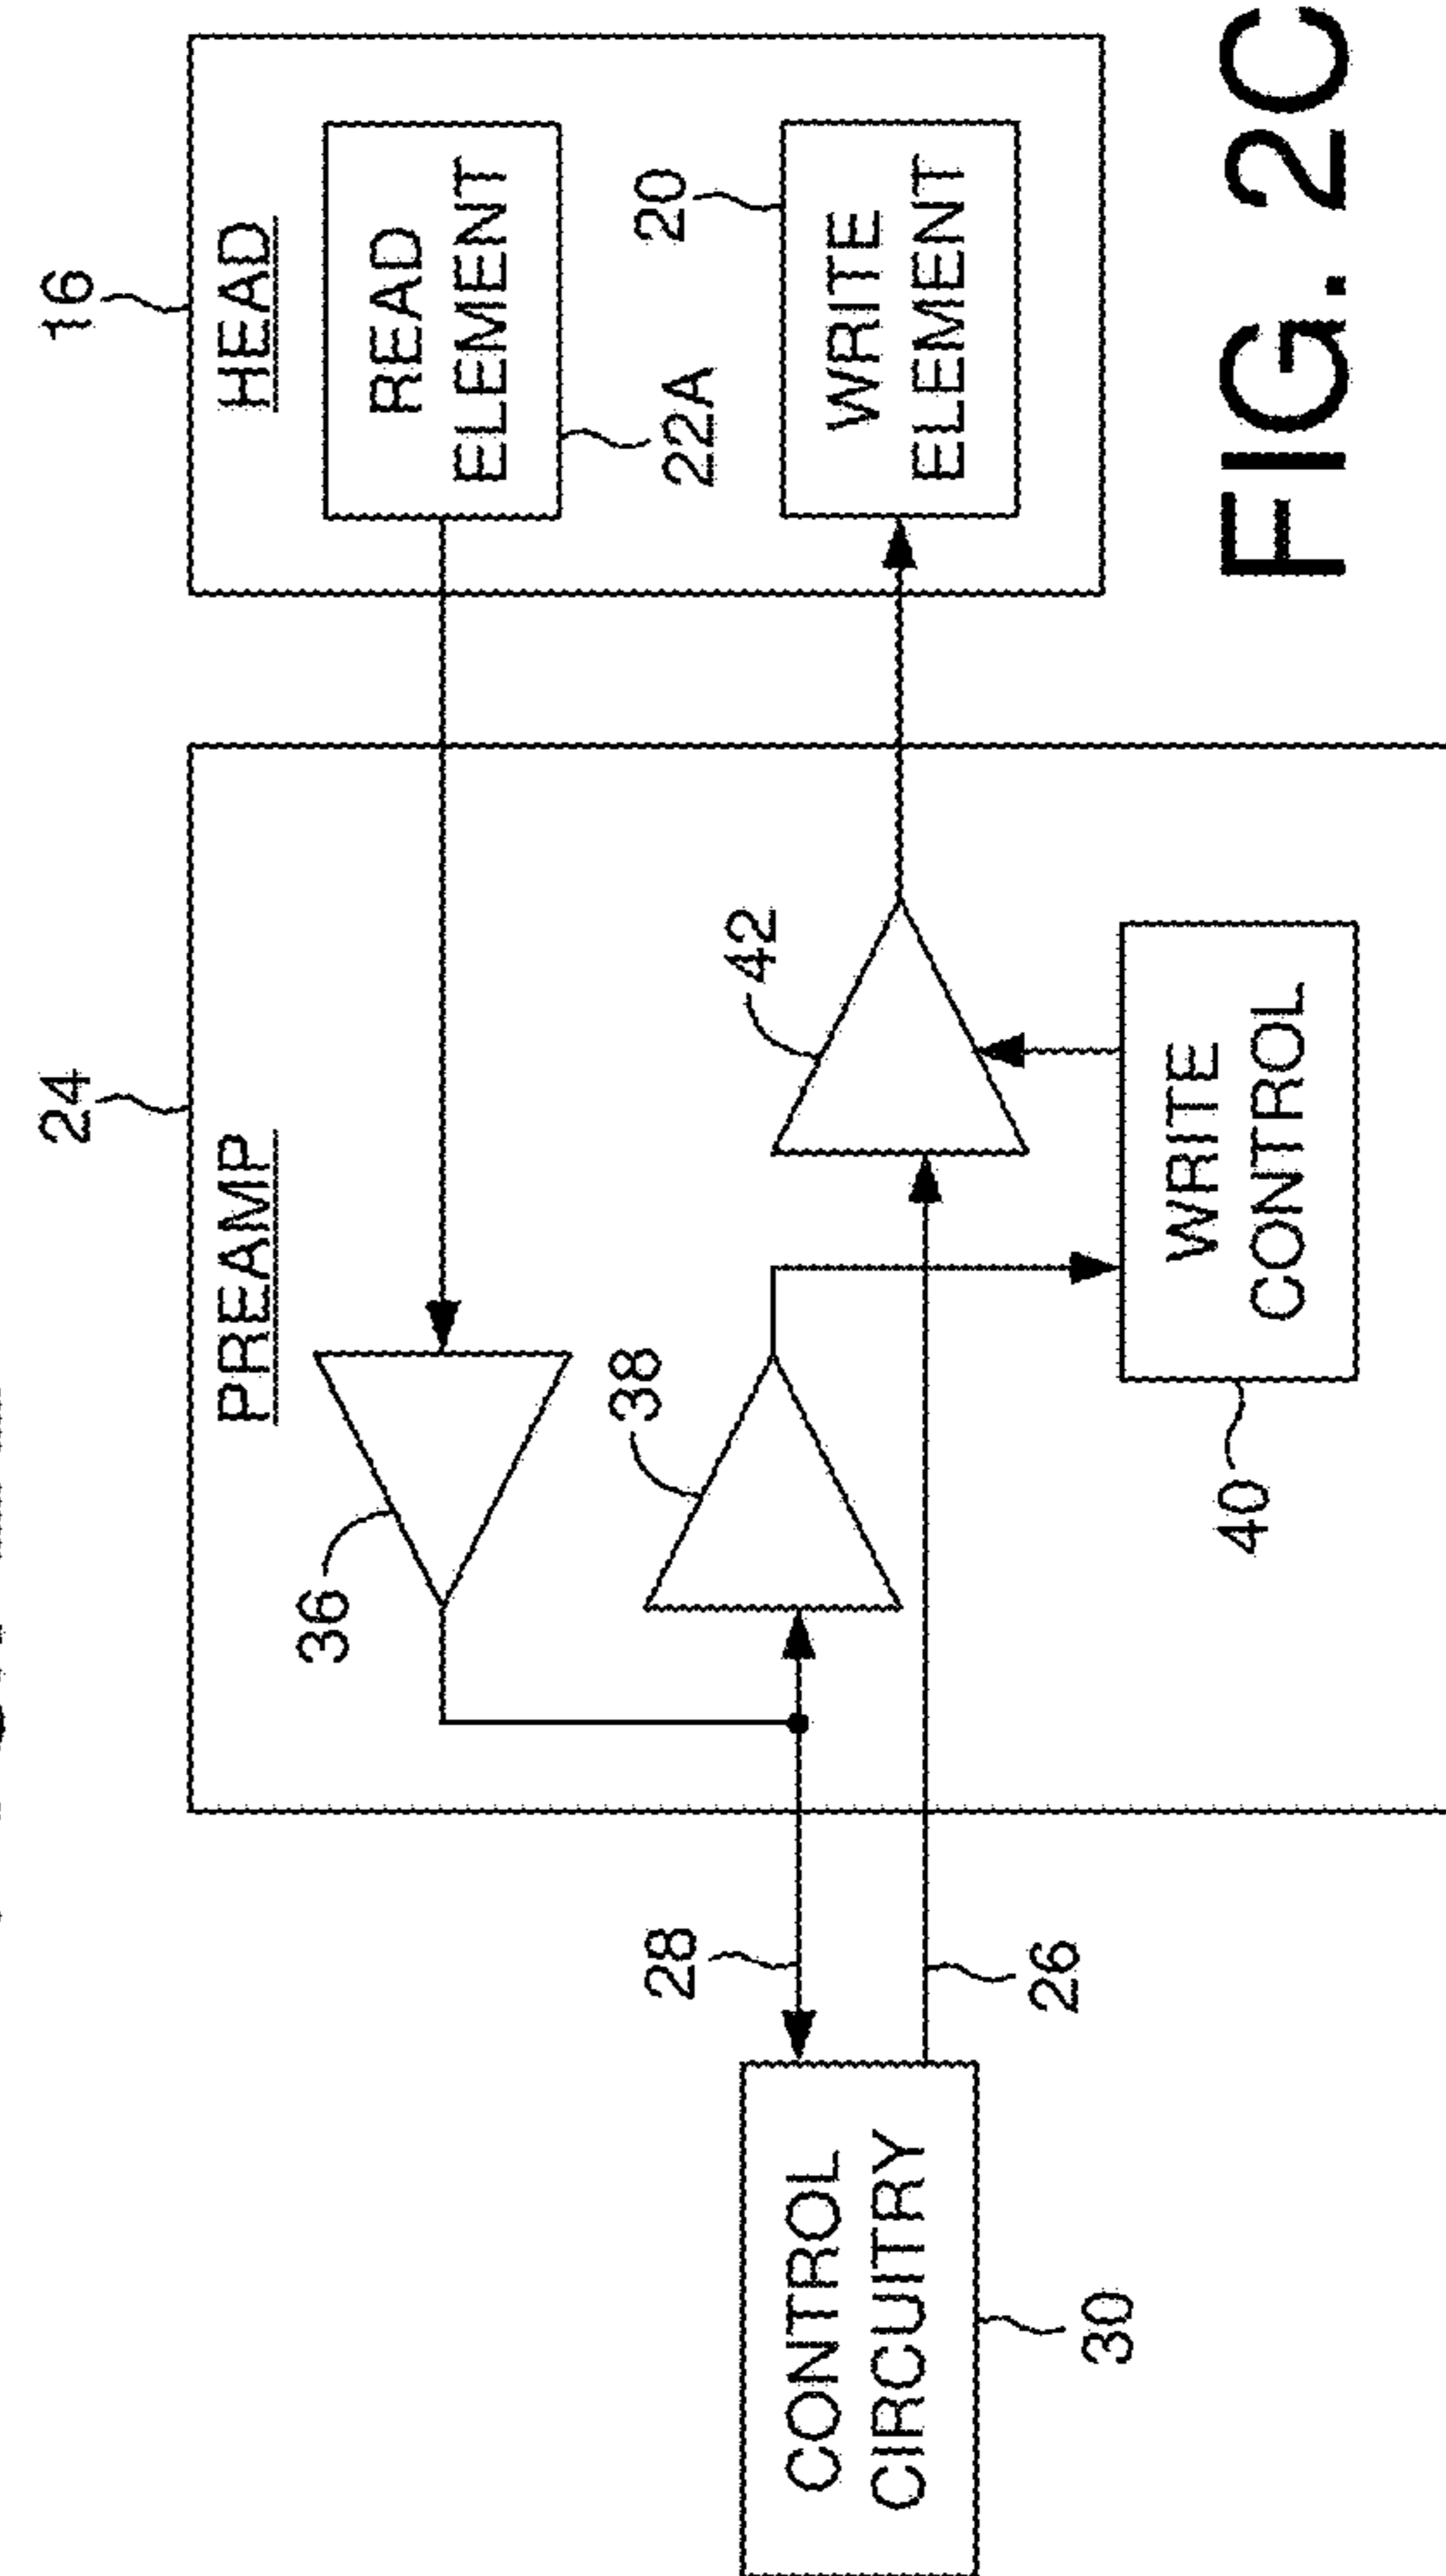 16
HEAD
READ
ELEMENT
22A
20
WRITE
ELEMENT
24
PREAMP
36
38
42
WRITE
CONTROL
40
28
26
CONTROL
CIRCUITRY
30
FIG. 2C